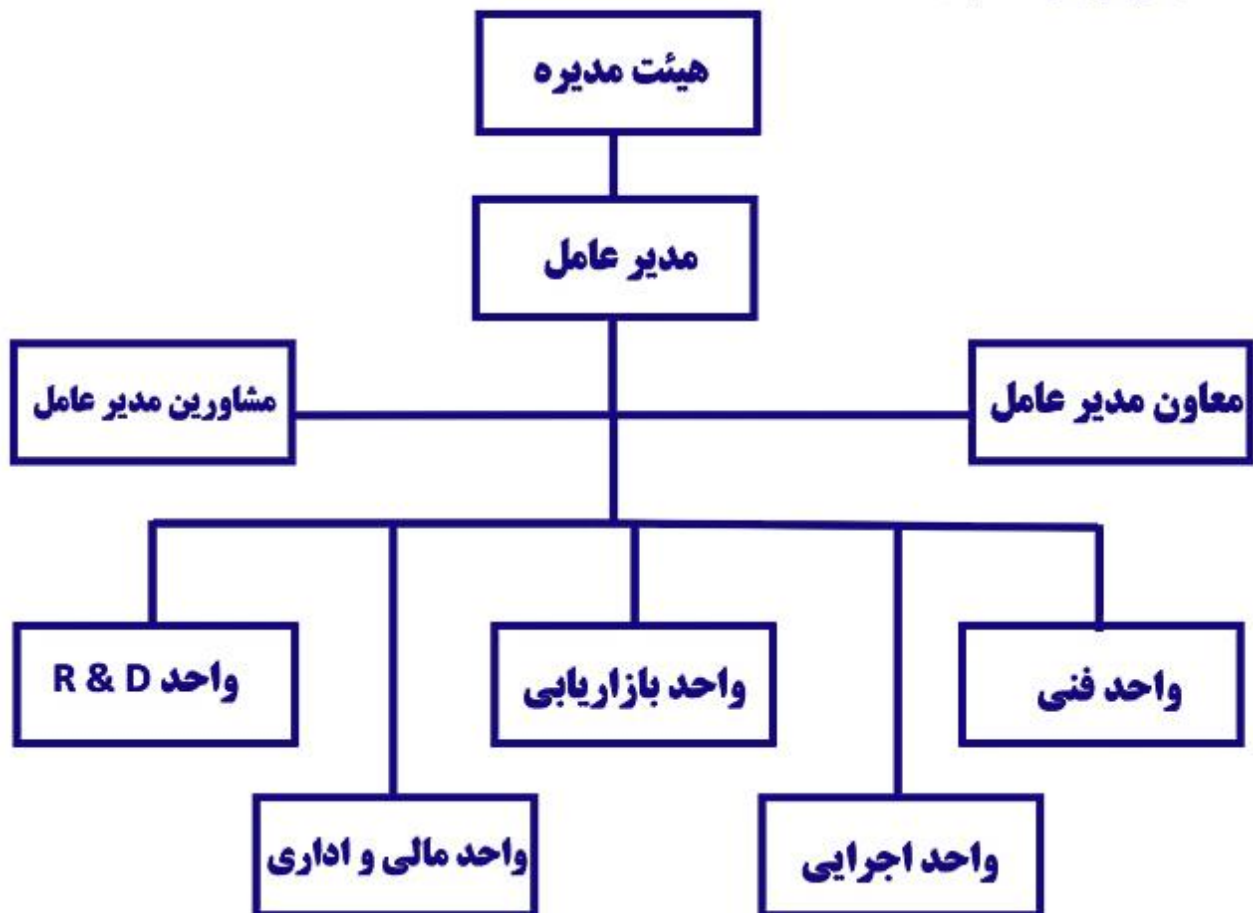 هیئت مدیره
مدیر عامل
معاون مدیر عامل
مشاورین مدیر عامل
واحد فنی
واحد بازاریابی
واحد R & D
واحد اجرایی
واحد مالی و اداری